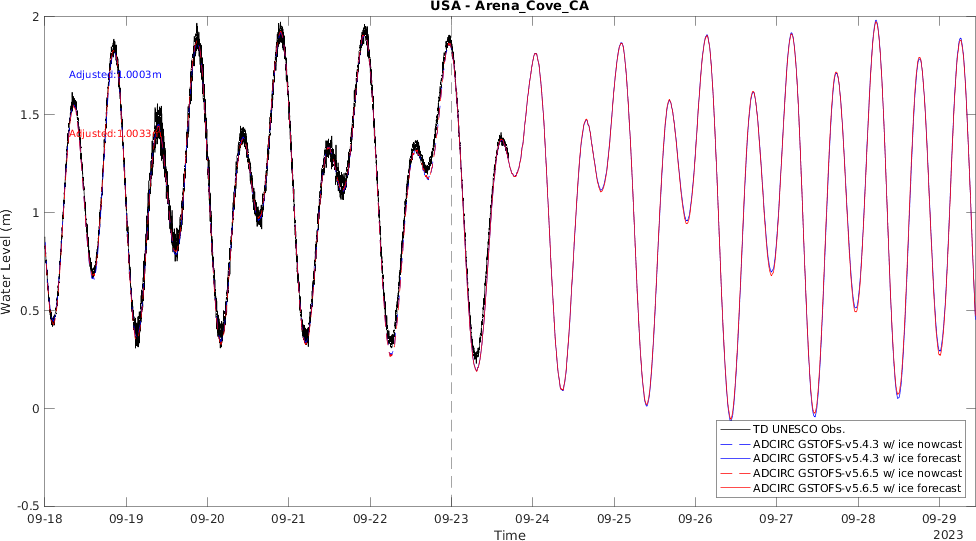 USA - Arena_Cove_CA
2
Adjusted:1.0003m
1.5
Adjusted:1.0033m
1
Water Level (m)
0.5
0
TD UNESCO Obs.
ADCIRC GSTOFS-v5.4.3 w/ ice nowcast
ADCIRC GSTOFS-v5.4.3 w/ ice forecast
ADCIRC GSTOFS-v5.6.5 w/ ice nowcast
ADCIRC GSTOFS-v5.6.5 w/ ice forecast
-0.5
09-18 09-19 09-20 09-21 09-22 09-23 09-24 09-25 09-26 09-27 09-28 09-29
Time
2023